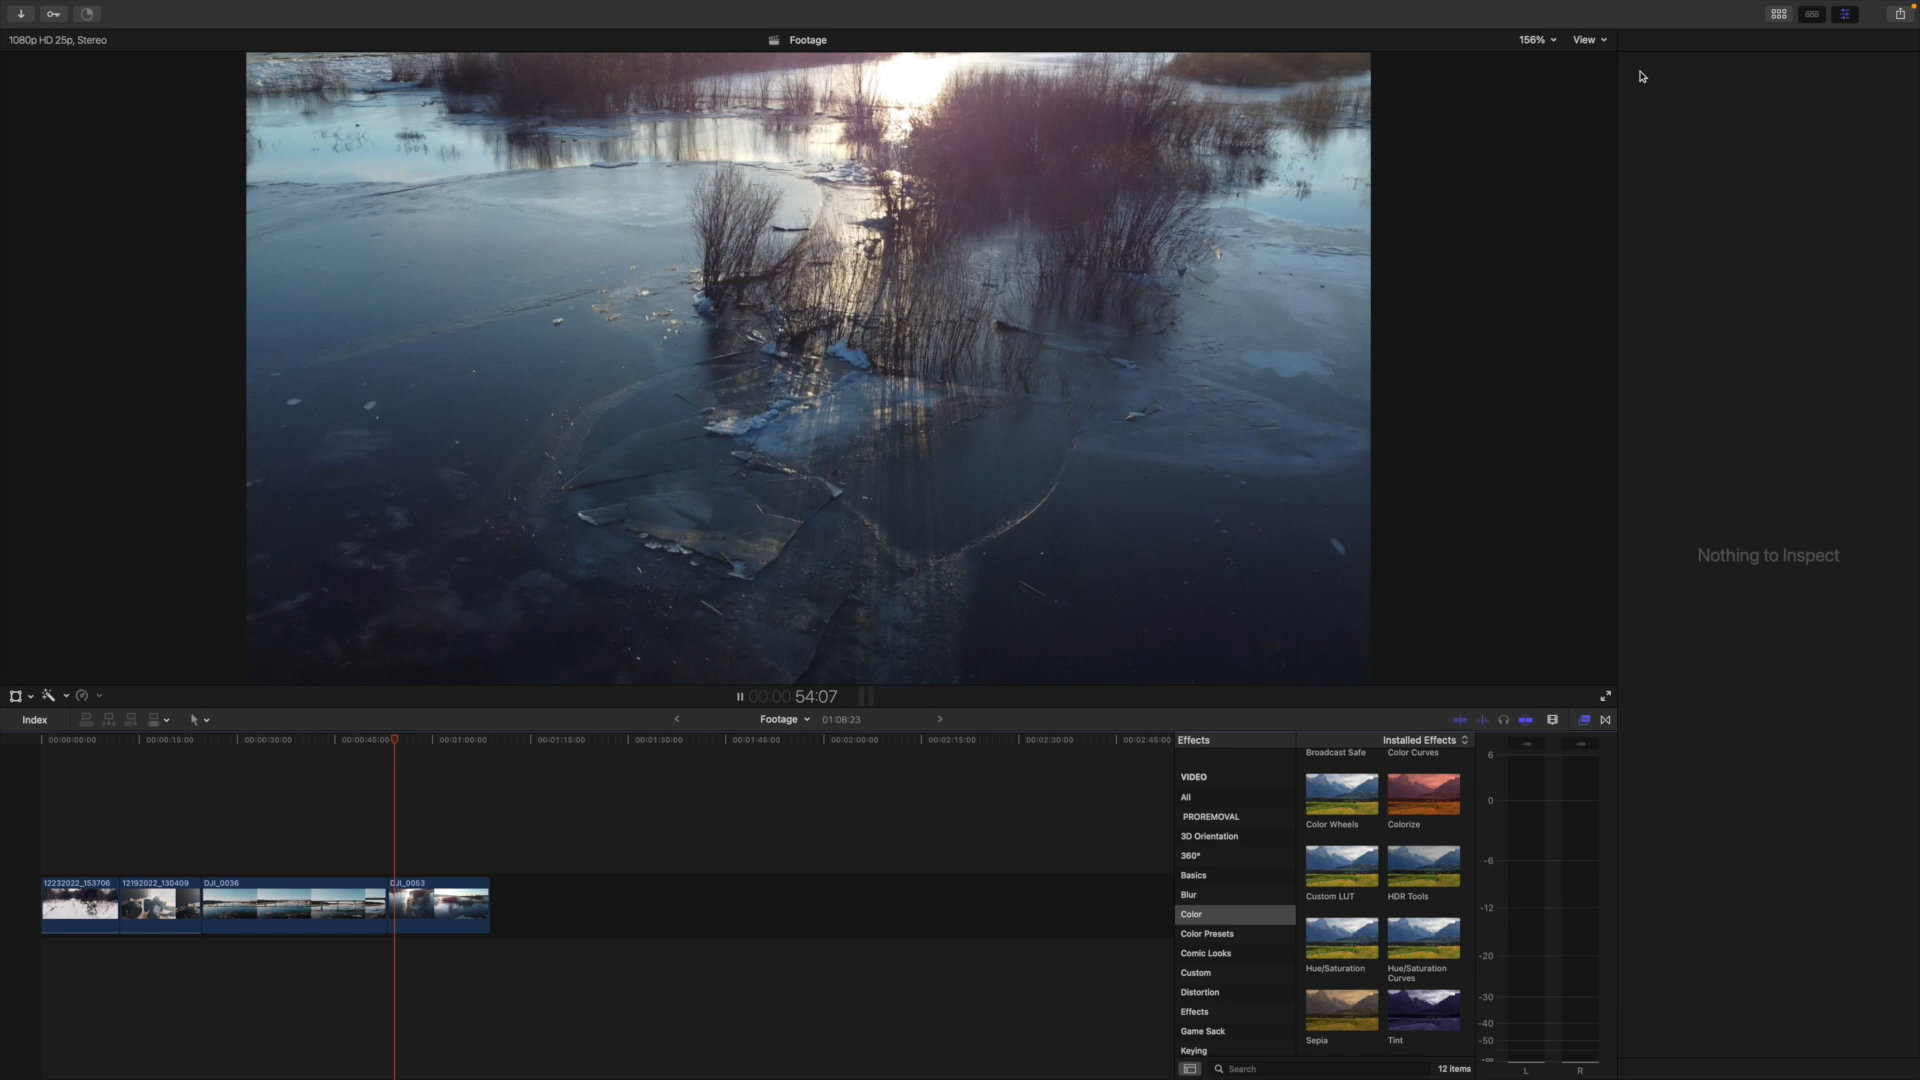 1080p HD 25p, Stereo
Footage
156%
View
Nothing to Inspect
00:00:00:54:07
Index
Footage
01:08:23
00:00:00:00
00:00:15:00
00:00:30:00
00:00:45:00
00:01:00:00
00:01:15:00
00:01:30:00
00:01:45:00
00:02:00:00
00:02:15:00
00:02:30:00
00:02:45:00
12232022_153706
12192022_130409
DJI_0036
DJI_0053
Effects
Installed Effects
VIDEO
All
PROREMOVAL
3D Orientation
360°
Basics
Blur
Color
Color Presets
Comic Looks
Custom
Distortion
Effects
Game Sack
Keying
Broadcast Safe
Color Curves
Color Wheels
Colorize
Custom LUT
HDR Tools
Hue/Saturation
Hue/Saturation
Curves
Sepia
Tint
Search
12 items
-∞
-∞
6
0
-6
-12
-20
-30
-40
-50
-∞
L
R